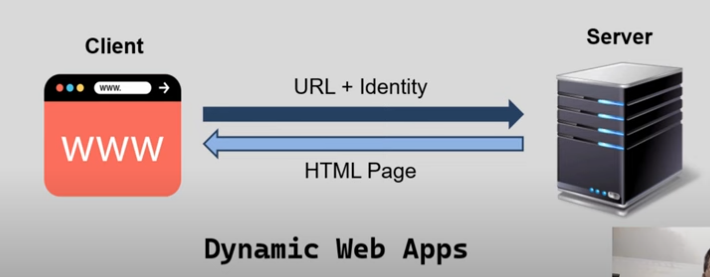 Client
Server
www.
WWW
URL + Identity
HTML Page
Dynamic Web Apps